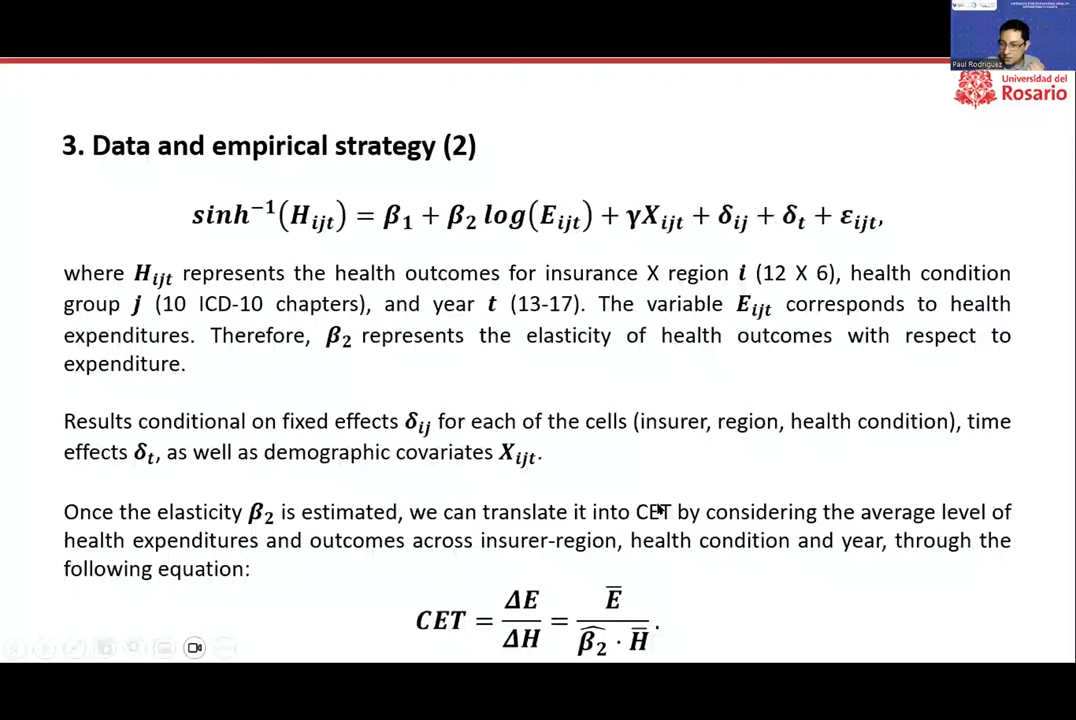 Paul Rodriguez
Universidad del
Rosario
3. Data and empirical strategy (2)
sinh⁻¹(Hᵢⱼₜ) = β₁ + β₂ log(Eᵢⱼₜ) + γXᵢⱼₜ + δᵢⱼ + δₜ + εᵢⱼₜ,
where Hᵢⱼₜ represents the health outcomes for insurance X region i (12 X 6), health condition
group j (10 ICD-10 chapters), and year t (13-17). The variable Eᵢⱼₜ corresponds to health
expenditures. Therefore, β₂ represents the elasticity of health outcomes with respect to
expenditure.
Results conditional on fixed effects δᵢⱼ for each of the cells (insurer, region, health condition), time
effects δₜ, as well as demographic covariates Xᵢⱼₜ.
Once the elasticity β₂ is estimated, we can translate it into CET by considering the average level of
health expenditures and outcomes across insurer-region, health condition and year, through the
following equation:
CET = ΔE/ΔH = E̅/(β̂₂ · H̅).